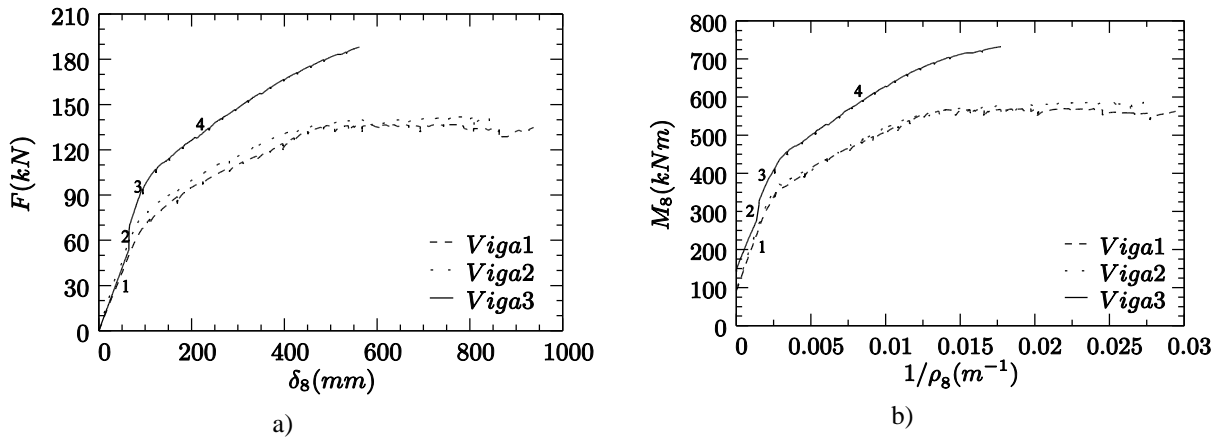 210
180
150
120
90
60
30
0
F(kN)
1
2
3
4
Viga1
Viga2
Viga3
0 200 400 600 800 1000
δ₈(mm)
a)
800
700
600
500
400
300
200
100
0
M₈(kNm)
1
2
3
4
Viga1
Viga2
Viga3
0 0.005 0.01 0.015 0.02 0.025 0.03
1/ρ₈(m⁻¹)
b)